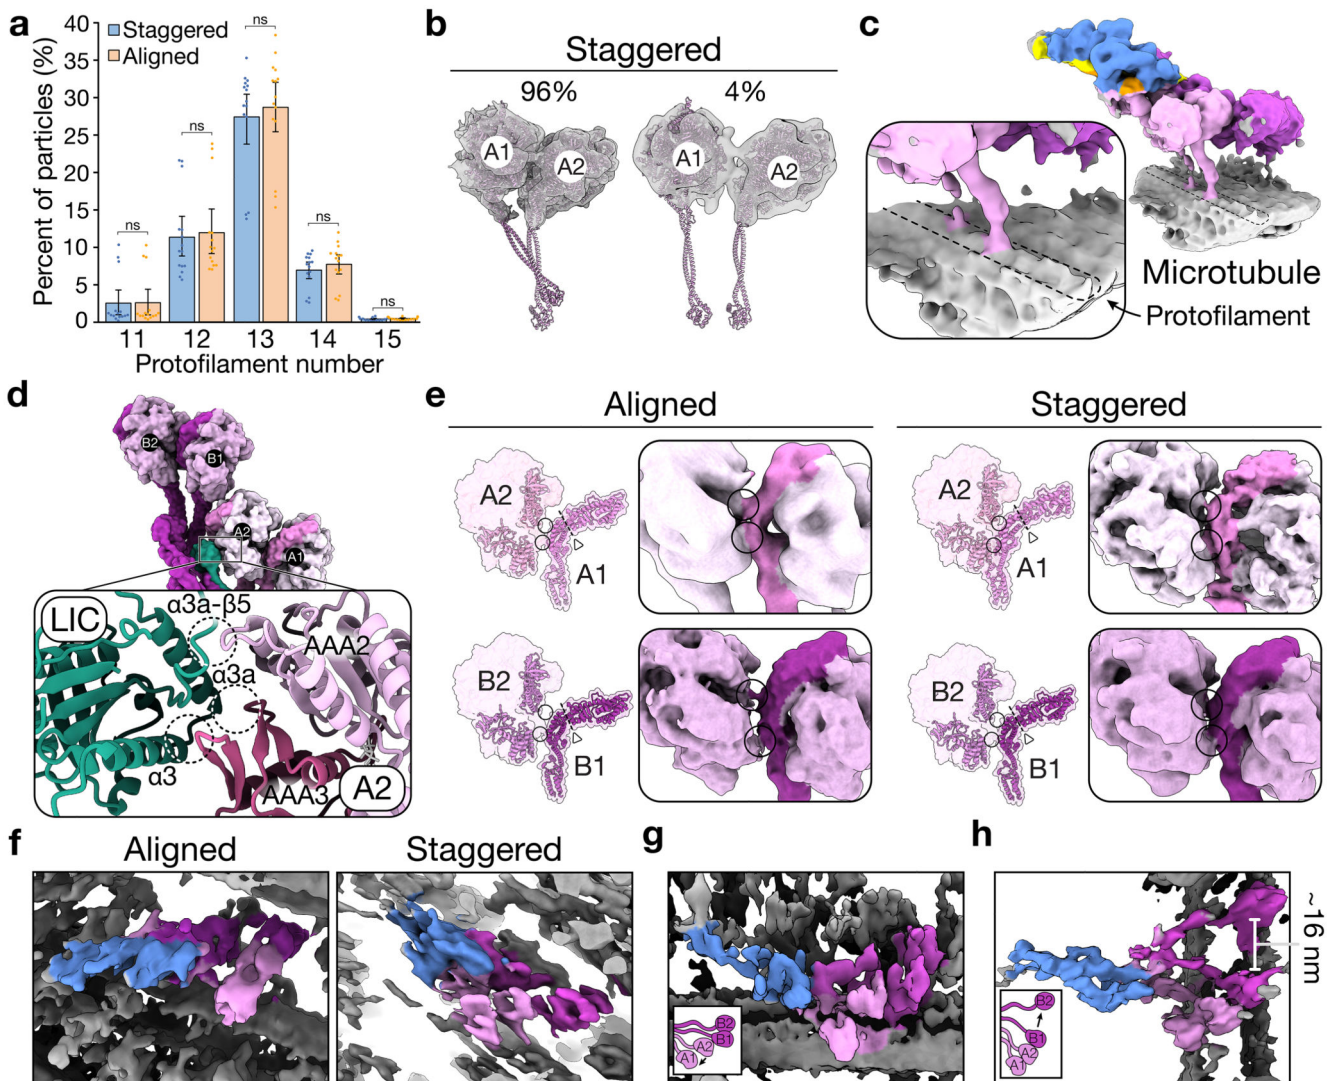 a
Percent of particles (%)
40
35
30
25
20
15
10
5
0
Staggered
Aligned
ns
ns
ns
ns
ns
11 12 13 14 15
Protofilament number
b
Staggered
96% 4%
A1 A2
A1 A2
c
Microtubule
Protofilament
d
B2
B1
A2
A1
LIC
α3a-β5
AAA2
α3a
α3
AAA3
A2
e
Aligned
A2
A1
B2
B1
Staggered
A2
A1
B2
B1
f
Aligned Staggered
g
B2
B1
A2
A1
h
~16 nm
B2
B1
A2
A1